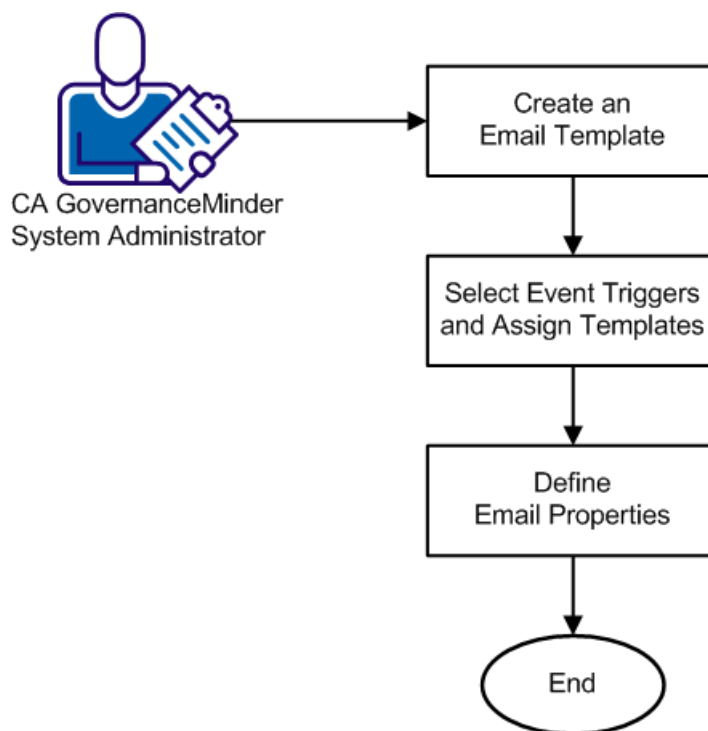 CA GovernanceMinder
System Administrator
Create an
Email Template
Select Event Triggers
and Assign Templates
Define
Email Properties
End